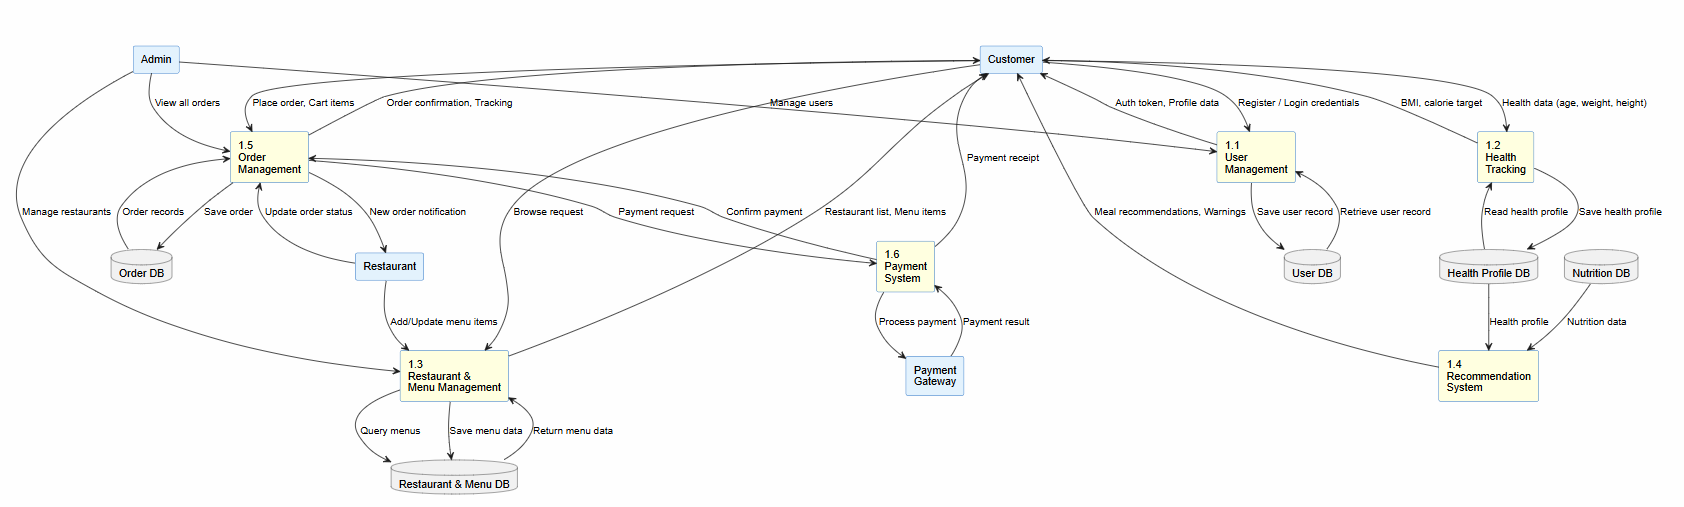 Admin
Customer
View all orders
Place order, Cart items
Order confirmation, Tracking
Manage users
Auth token, Profile data
Register / Login credentials
BMI, calorie target
Health data (age, weight, height)
1.5
Order
Management
1.1
User
Management
1.2
Health
Tracking
Payment receipt
Manage restaurants
Order records
Save order
Update order status
New order notification
Browse request
Payment request
Confirm payment
Restaurant list, Menu items
Meal recommendations, Warnings
Save user record
Retrieve user record
Read health profile
Save health profile
Order DB
Restaurant
1.6
Payment
System
User DB
Health Profile DB
Nutrition DB
Add/Update menu items
Process payment
Payment result
Health profile
Nutrition data
1.3
Restaurant &
Menu Management
Payment
Gateway
1.4
Recommendation
System
Query menus
Save menu data
Return menu data
Restaurant & Menu DB